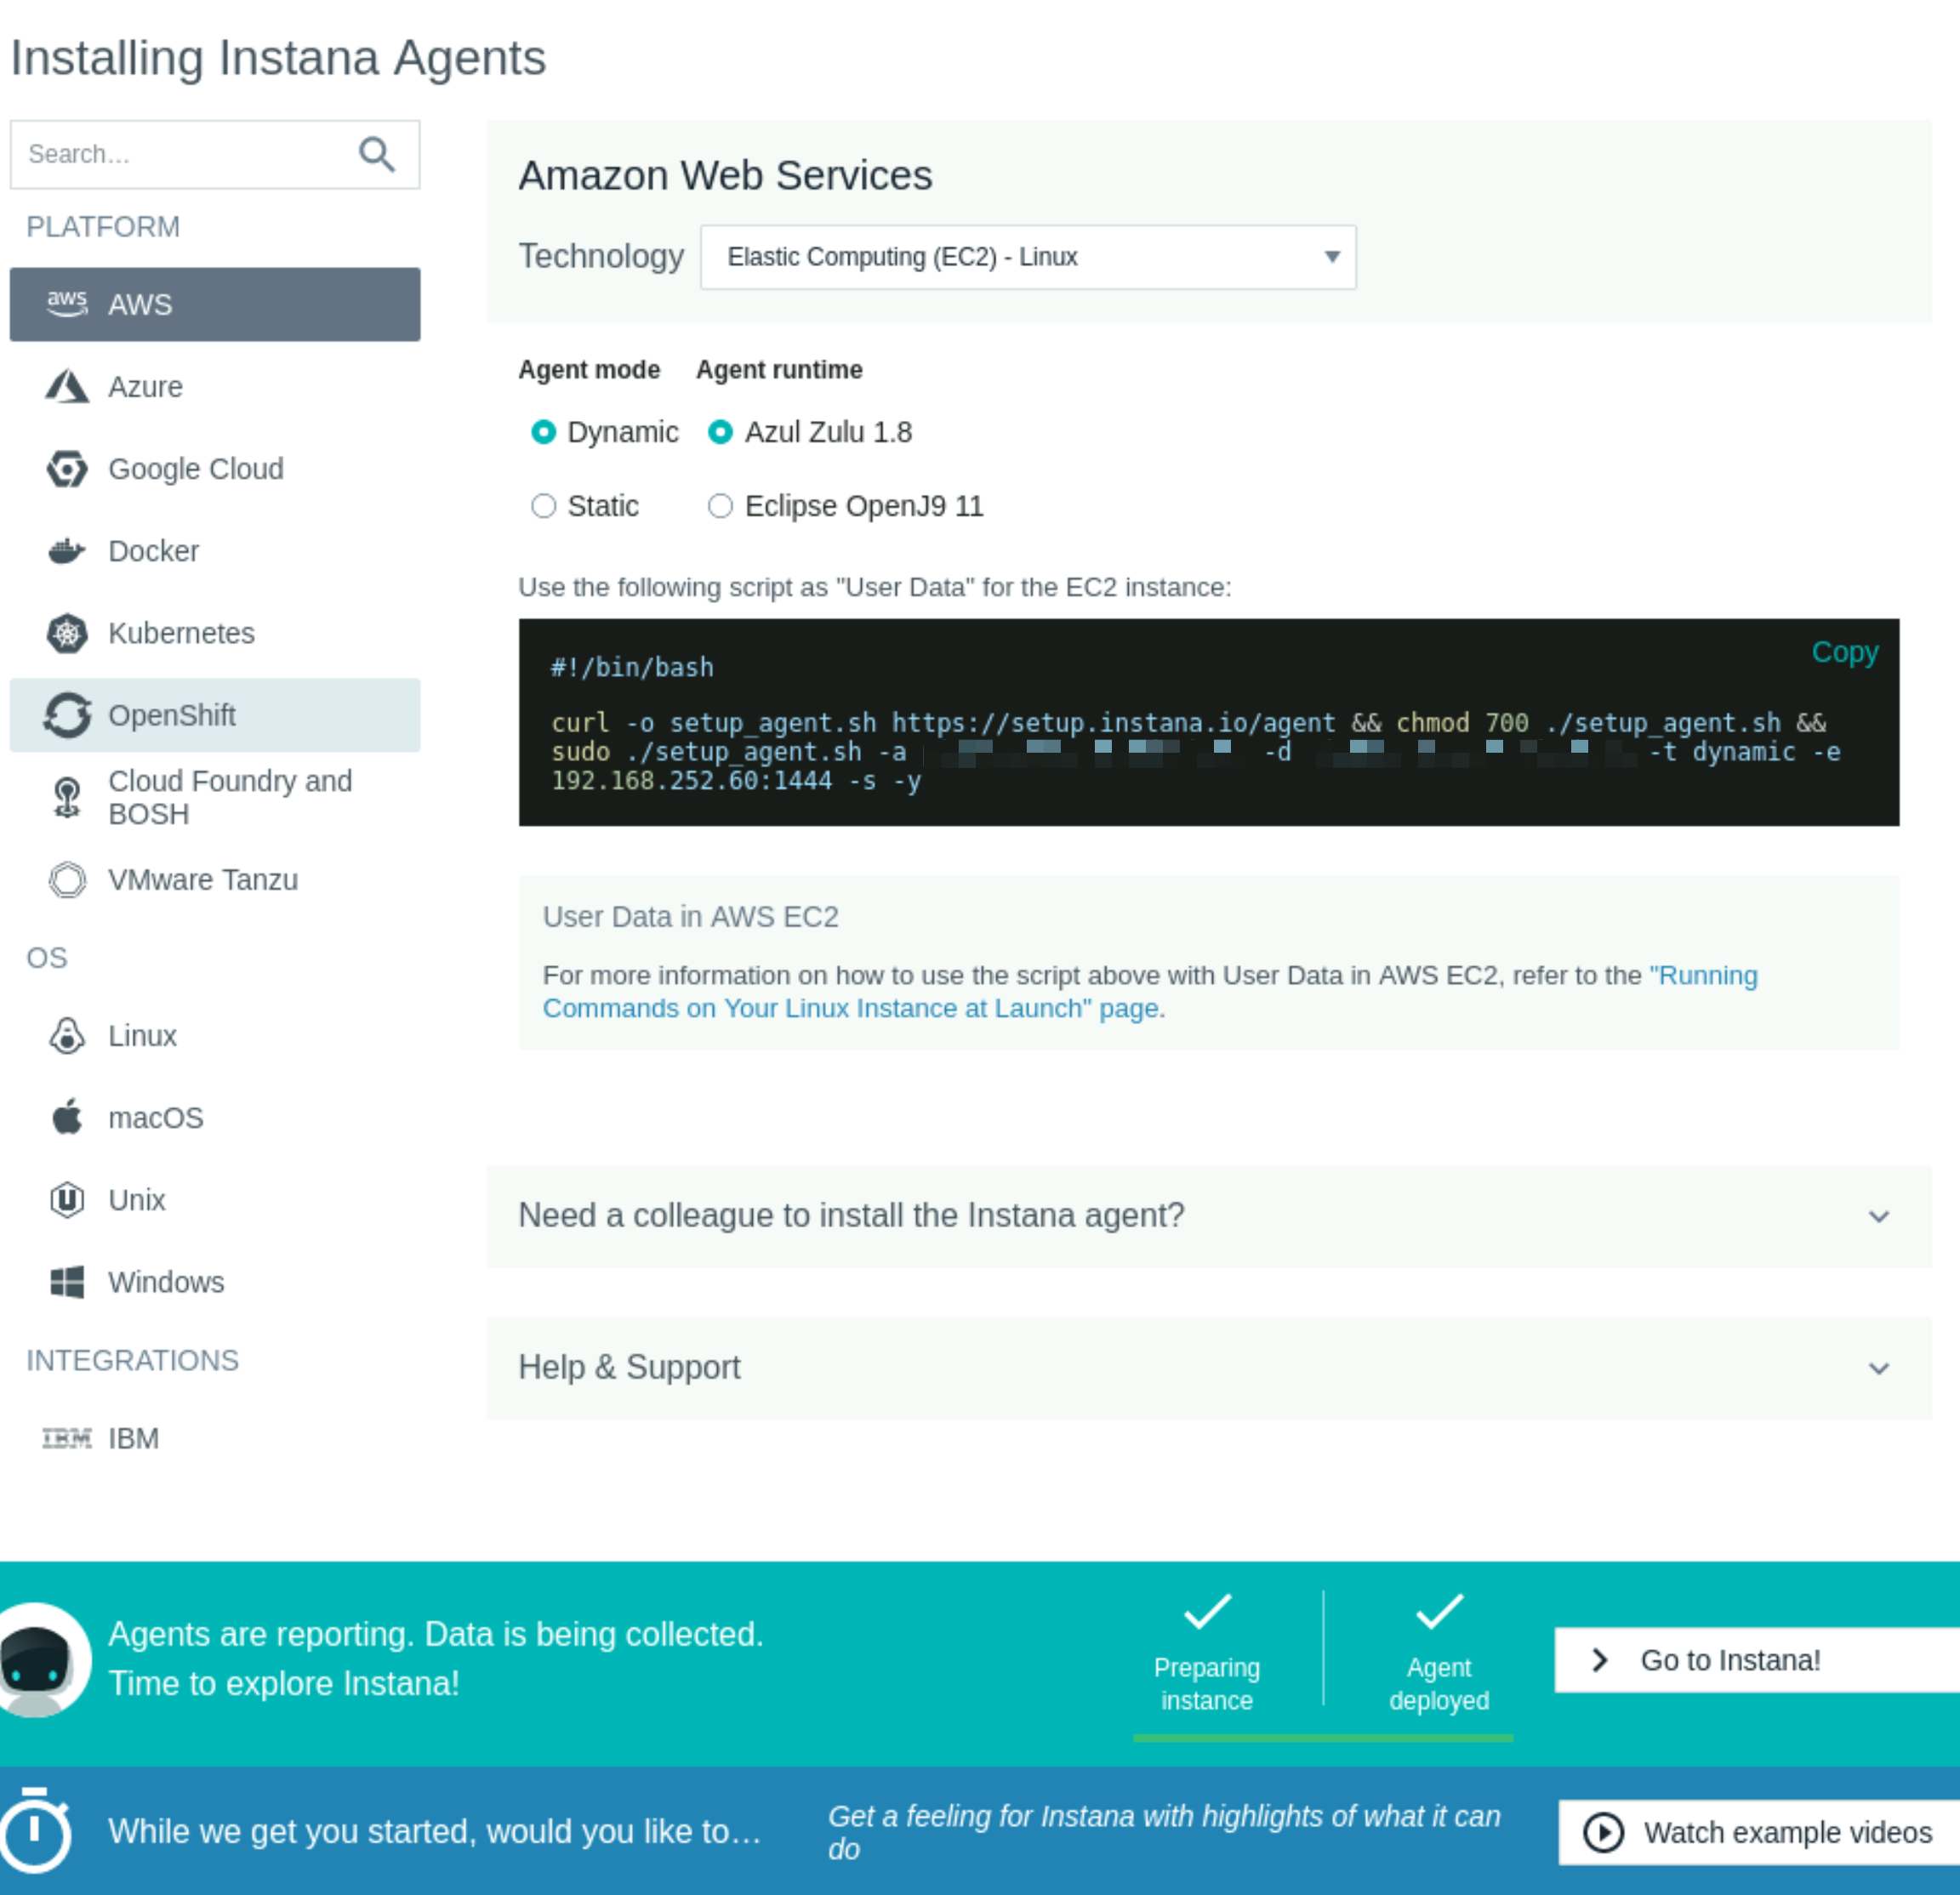 Installing Instana Agents
Search...
PLATFORM
aws AWS
Azure
Google Cloud
Docker
Kubernetes
OpenShift
Cloud Foundry and
BOSH
VMware Tanzu
OS
Linux
macOS
Unix
Windows
INTEGRATIONS
IBM IBM
Amazon Web Services
Technology Elastic Computing (EC2) - Linux
Agent mode Agent runtime
Dynamic Azul Zulu 1.8
Static Eclipse OpenJ9 11
Use the following script as "User Data" for the EC2 instance:
Copy
#!/bin/bash
curl -o setup_agent.sh https://setup.instana.io/agent && chmod 700 ./setup_agent.sh &&
sudo ./setup_agent.sh -a -d -t dynamic -e
192.168.252.60:1444 -s -y
User Data in AWS EC2
For more information on how to use the script above with User Data in AWS EC2, refer to the "Running
Commands on Your Linux Instance at Launch" page.
Need a colleague to install the Instana agent?
Help & Support
Agents are reporting. Data is being collected.
Time to explore Instana!
Preparing
instance
Agent
deployed
Go to Instana!
While we get you started, would you like to...
Get a feeling for Instana with highlights of what it can
do
Watch example videos